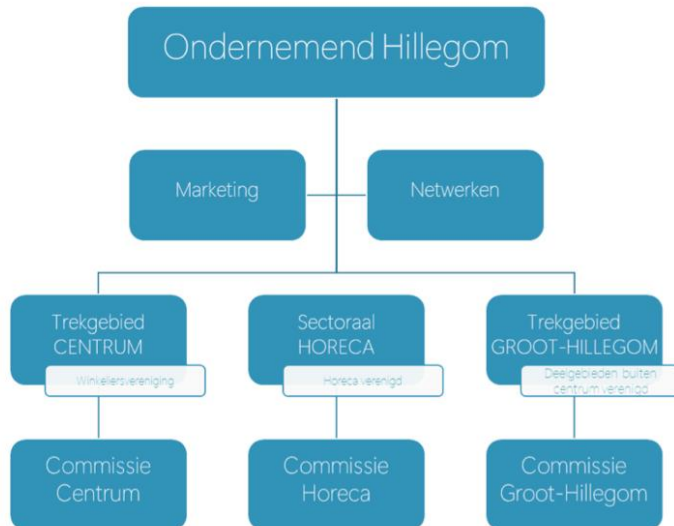 Ondernemend Hillegom
Marketing
Netwerken
Trekgebied
CENTRUM
Winkeliersvereniging
Sectoraal
HORECA
Horeca verenigd
Trekgebied
GROOT-HILLEGOM
Deelgebieden buiten
centrum verenigd
Commissie
Centrum
Commissie
Horeca
Commissie
Groot-Hillegom